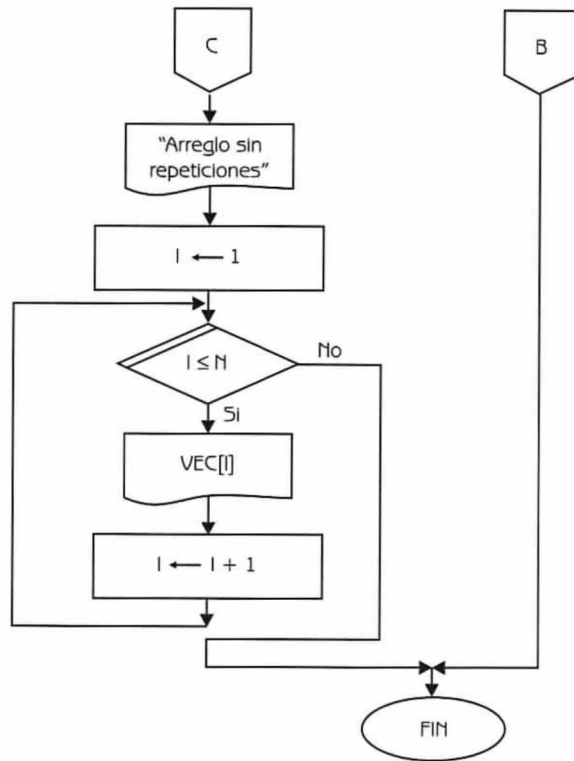 C
B
"Arreglo sin
repeticiones"
I ← 1
I ≤ N
No
Si
VEC[I]
I ← I + 1
FIN